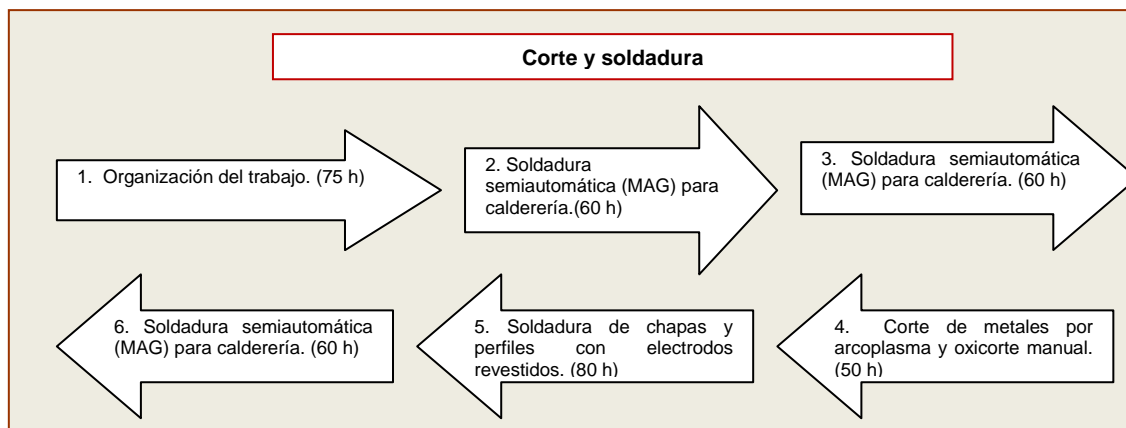 Corte y soldadura
1. Organización del trabajo. (75 h)
2. Soldadura
semiautomática (MAG) para
calderería.(60 h)
3. Soldadura semiautomática
(MAG) para calderería. (60 h)
6. Soldadura semiautomática
(MAG) para calderería. (60 h)
5. Soldadura de chapas y
perfiles con electrodos
revestidos. (80 h)
4. Corte de metales por
arcoplasma y oxicorte manual.
(50 h)